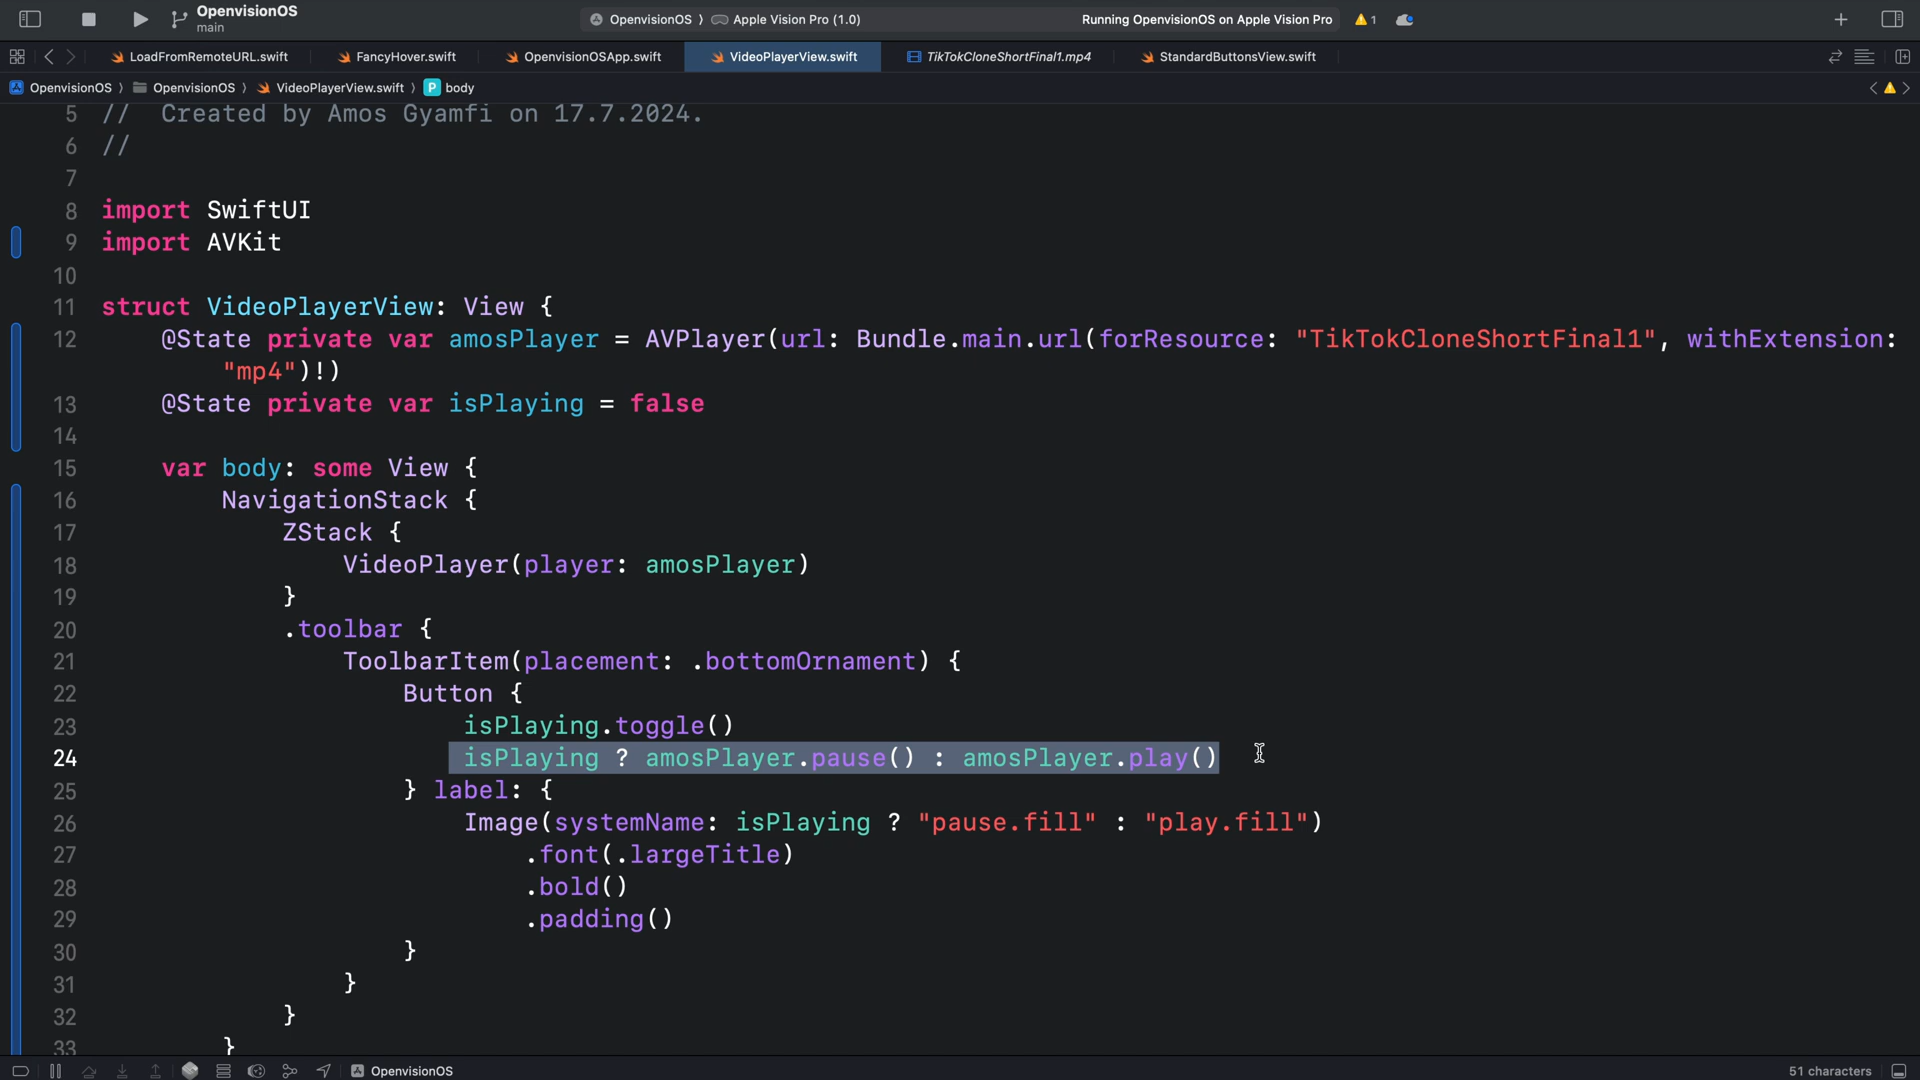 OpenvisionOS
main
OpenvisionOS 〉 Apple Vision Pro (1.0)
Running OpenvisionOS on Apple Vision Pro
1
LoadFromRemoteURL.swift
FancyHover.swift
OpenvisionOSApp.swift
VideoPlayerView.swift
TikTokCloneShortFinal1.mp4
StandardButtonsView.swift
OpenvisionOS 〉 OpenvisionOS 〉 VideoPlayerView.swift 〉 P body
5 //  Created by Amos Gyamfi on 17.7.2024.
6 //
7
8 import SwiftUI
9 import AVKit
10
11 struct VideoPlayerView: View {
12     @State private var amosPlayer = AVPlayer(url: Bundle.main.url(forResource: "TikTokCloneShortFinal1", withExtension:
        "mp4")!)
13     @State private var isPlaying = false
14
15     var body: some View {
16         NavigationStack {
17             ZStack {
18                 VideoPlayer(player: amosPlayer)
19             }
20             .toolbar {
21                 ToolbarItem(placement: .bottomOrnament) {
22                     Button {
23                         isPlaying.toggle()
24                         isPlaying ? amosPlayer.pause() : amosPlayer.play()
25                     } label: {
26                         Image(systemName: isPlaying ? "pause.fill" : "play.fill")
27                             .font(.largeTitle)
28                             .bold()
29                             .padding()
30                     }
31                 }
32             }
33         }
OpenvisionOS
51 characters